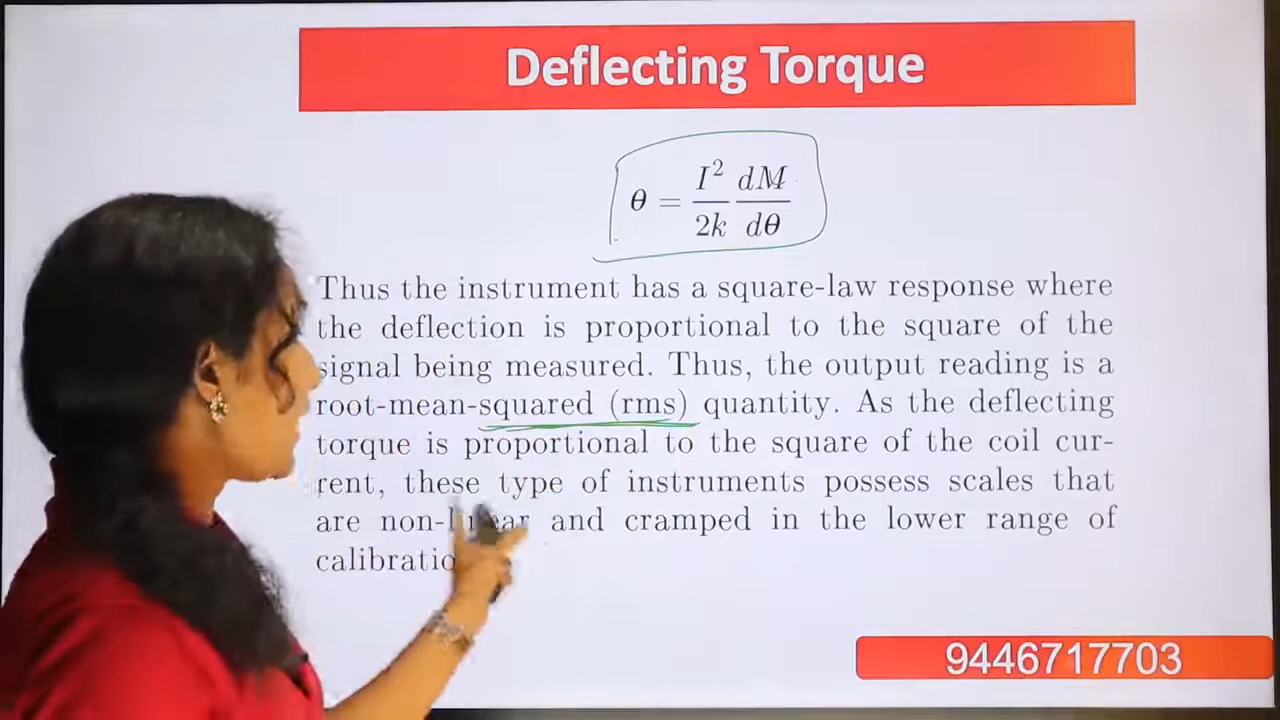 Deflecting Torque
θ = I² dM
2k dθ
Thus the instrument has a square-law response where
the deflection is proportional to the square of the
signal being measured. Thus, the output reading is a
root-mean-squared (rms) quantity. As the deflecting
torque is proportional to the square of the coil cur-
rent, these type of instruments possess scales that
are and cramped in the lower range of
9446717703